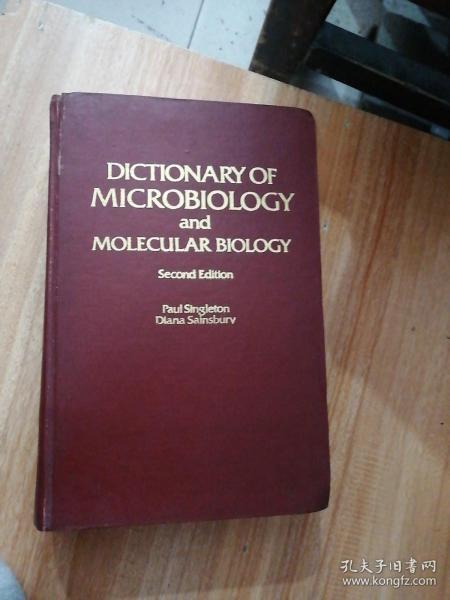 DICTIONARY OF
MICROBIOLOGY
and
MOLECULAR BIOLOGY
Second Edition
Paul Singleton
Diana Sainsbury
孔夫子旧书网
www.kongfz.com